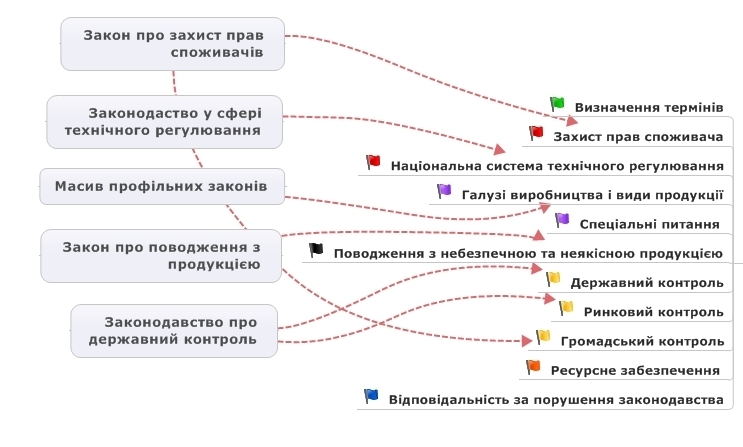 Закон про захист прав
споживачів
Законодаство у сфері
технічного регулювання
Масив профільних законів
Закон про поводження з
продукцією
Законодавство про
державний контроль
Визначення термінів
Захист прав споживача
Національна система технічного регулювання
Галузі виробництва і види продукції
Спеціальні питання
Поводження з небезпечною та неякісною продукцією
Державний контроль
Ринковий контроль
Громадський контроль
Ресурсне забезпечення
Відповідальність за порушення законодавства